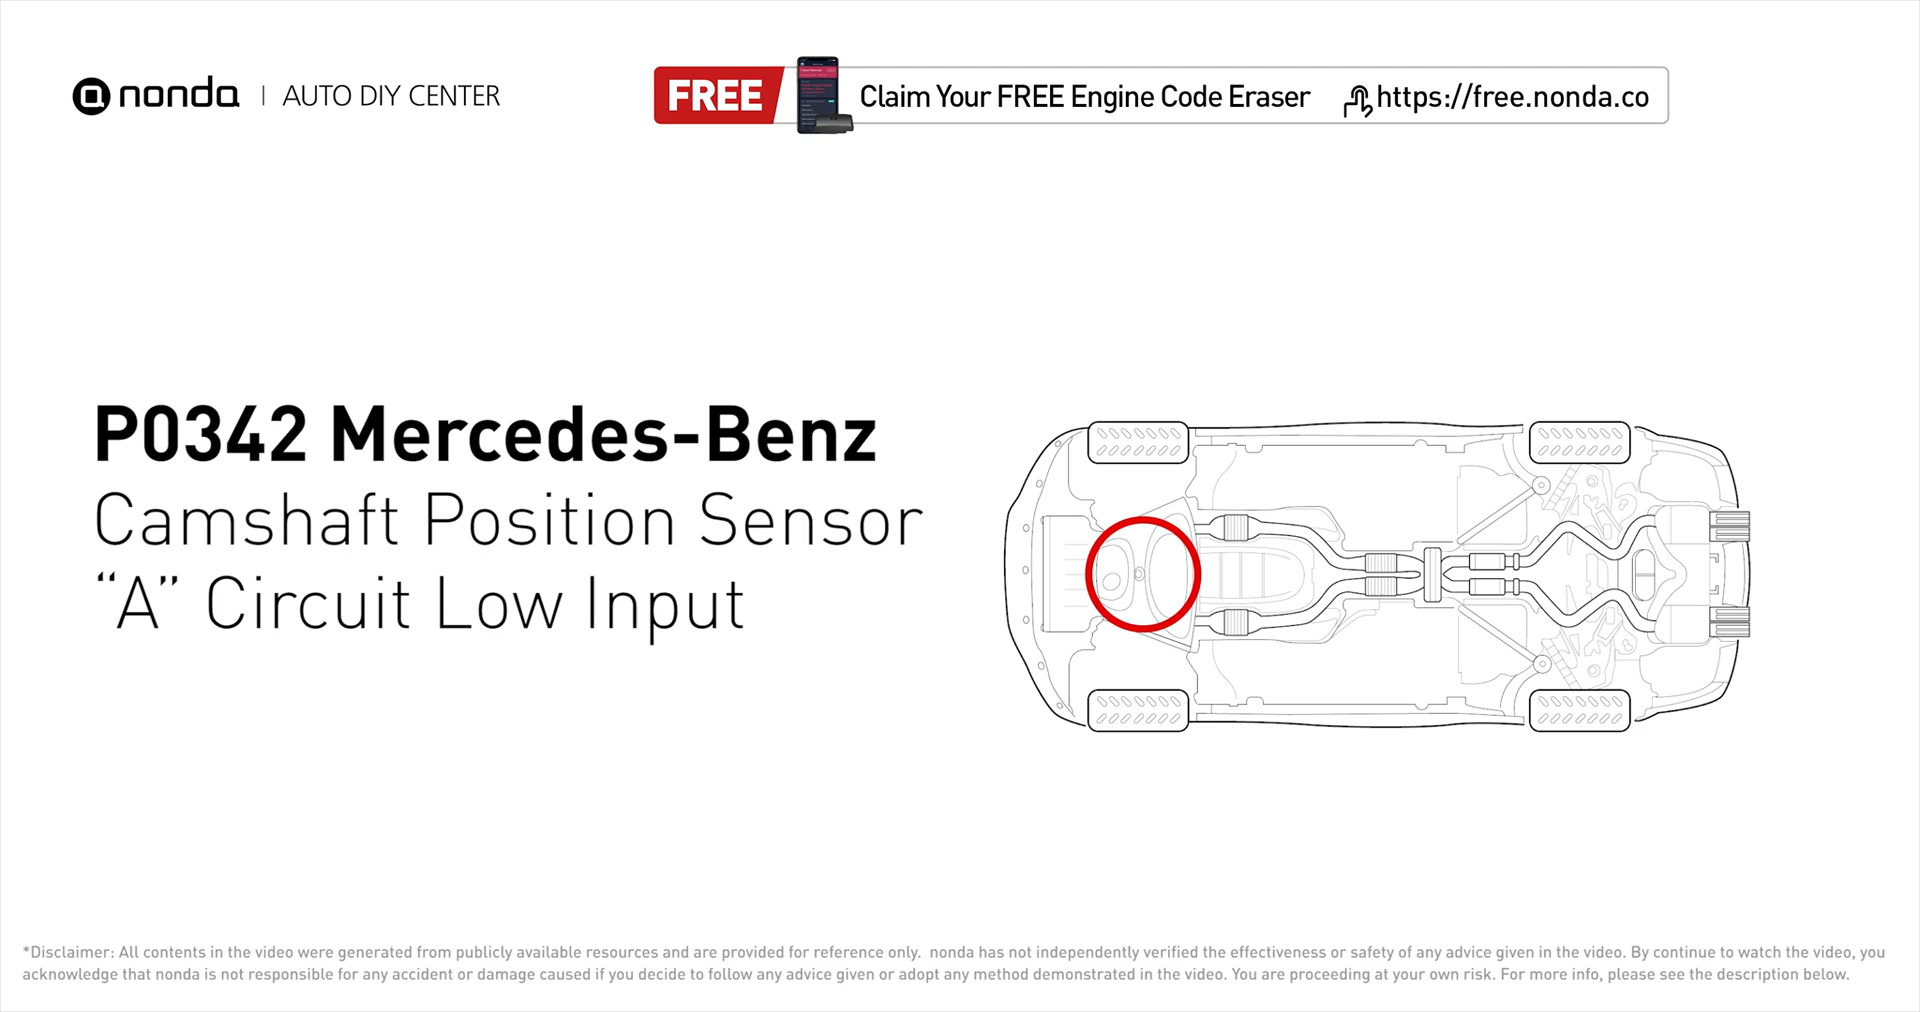 nonda | AUTO DIY CENTER
FREE Claim Your FREE Engine Code Eraser https://free.nonda.co
P0342 Mercedes-Benz
Camshaft Position Sensor
“A” Circuit Low Input
*Disclaimer: All contents in the video were generated from publicly available resources and are provided for reference only. nonda has not independently verified the effectiveness or safety of any advice given in the video. By continue to watch the video, you
acknowledge that nonda is not responsible for any accident or damage caused if you decide to follow any advice given or adopt any method demonstrated in the video. You are proceeding at your own risk. For more info, please see the description below.